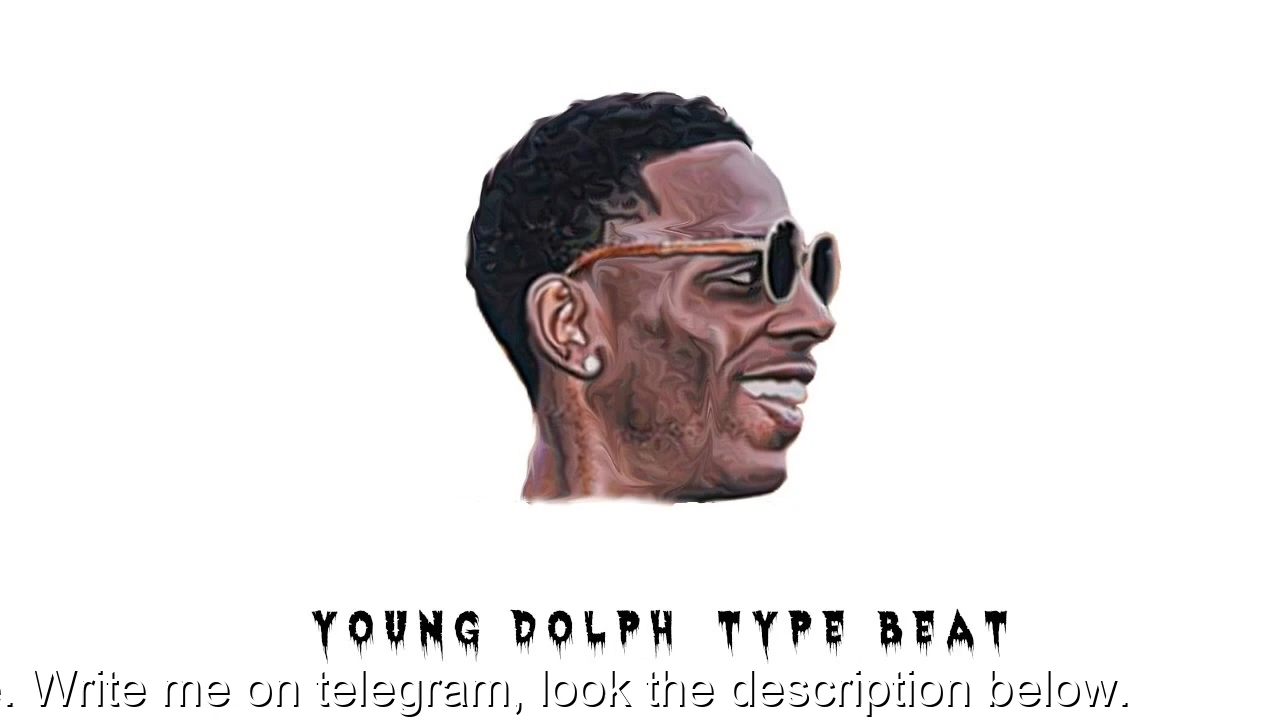 YOUNG DOLPH TYPE BEAT
. Write me on telegram, look the description below.